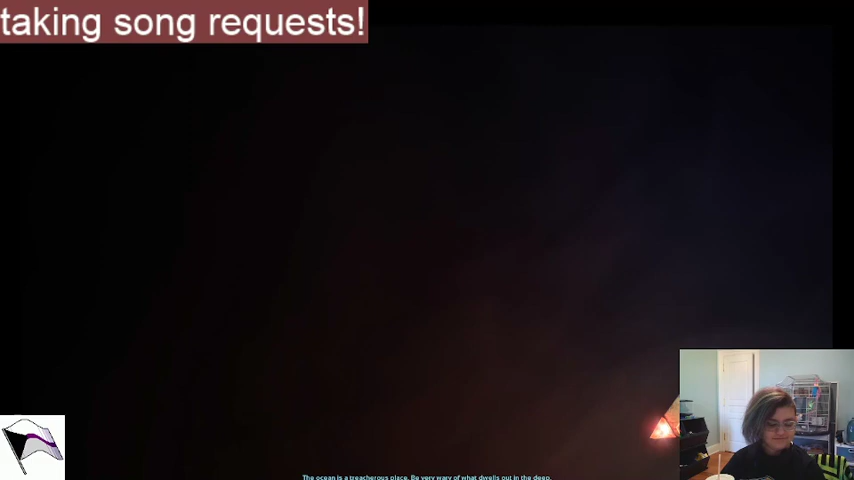 taking song requests!
The ocean is a treacherous place. Be very wary of what dwells out in the deep.